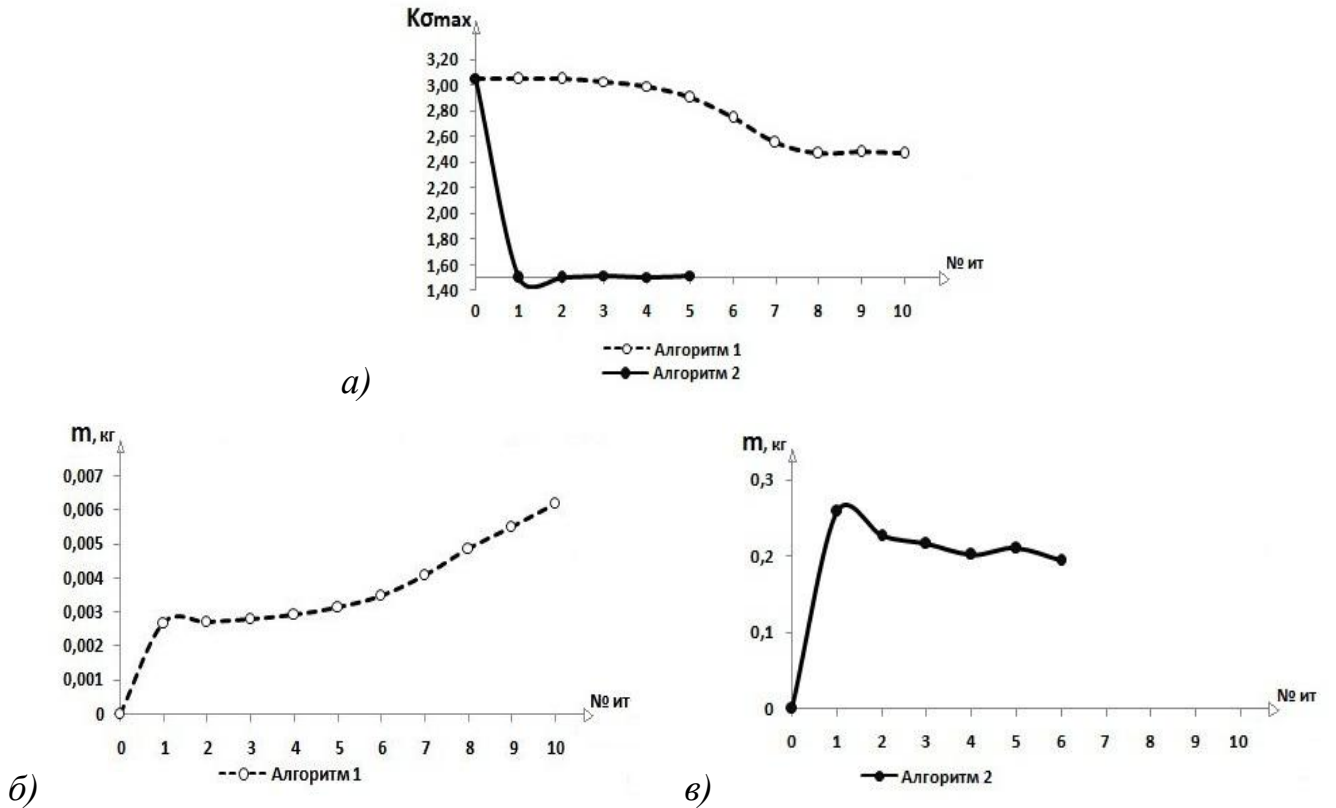 Kσmax
3,20
3,00
2,80
2,60
2,40
2,20
2,00
1,80
1,60
1,40
№ ит
0 1 2 3 4 5 6 7 8 9 10
Алгоритм 1
Алгоритм 2
а)
m, кг
0,007
0,006
0,005
0,004
0,003
0,002
0,001
0
№ ит
0 1 2 3 4 5 6 7 8 9 10
Алгоритм 1
б)
m, кг
0,3
0,2
0,1
0
№ ит
0 1 2 3 4 5 6 7 8 9 10
Алгоритм 2
в)